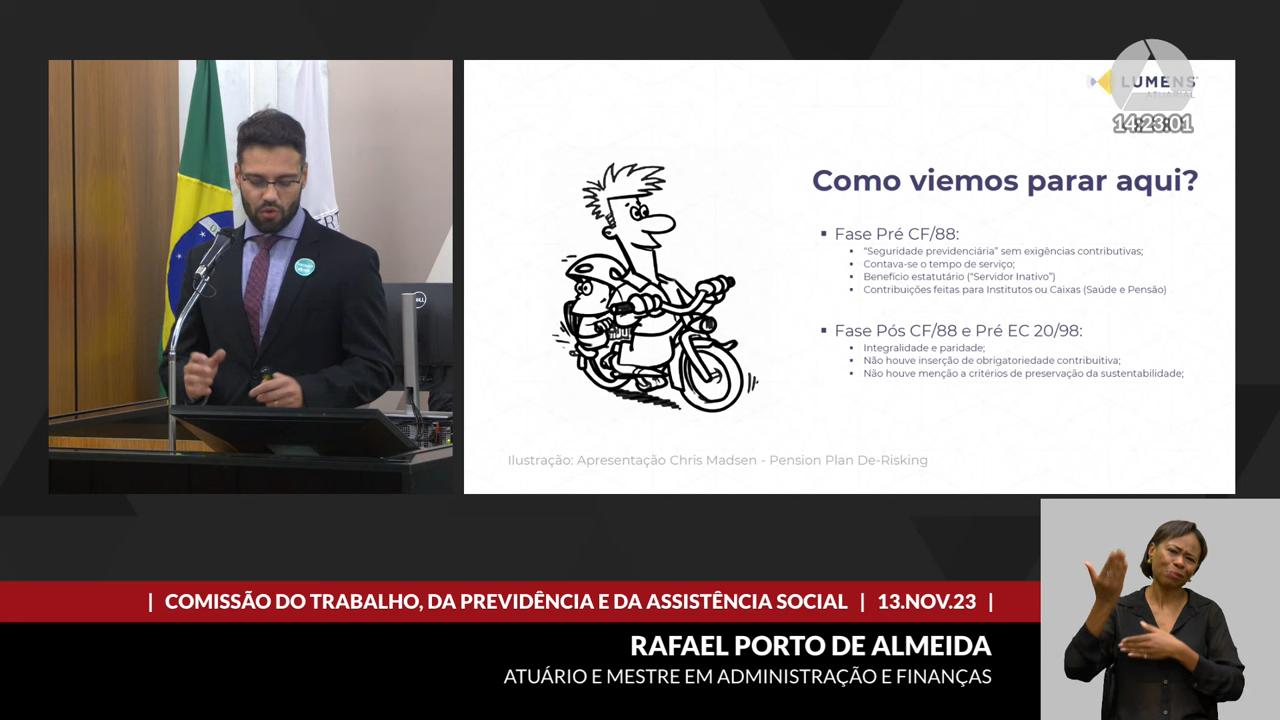 LUMENS
ATUARIAL
14:23:01
Como viemos parar aqui?
▪ Fase Pré CF/88:
▪ “Seguridade previdenciária” sem exigências contributivas;
▪ Contava-se o tempo de serviço;
▪ Benefício estatutário (“Servidor Inativo”)
▪ Contribuições feitas para Institutos ou Caixas (Saúde e Pensão)
▪ Fase Pós CF/88 e Pré EC 20/98:
▪ Integralidade e paridade;
▪ Não houve inserção de obrigatoriedade contribuitiva;
▪ Não houve menção a critérios de preservação da sustentabilidade;
Ilustração: Apresentação Chris Madsen - Pension Plan De-Risking
| COMISSÃO DO TRABALHO, DA PREVIDÊNCIA E DA ASSISTÊNCIA SOCIAL | 13.NOV.23 |
RAFAEL PORTO DE ALMEIDA
ATUÁRIO E MESTRE EM ADMINISTRAÇÃO E FINANÇAS